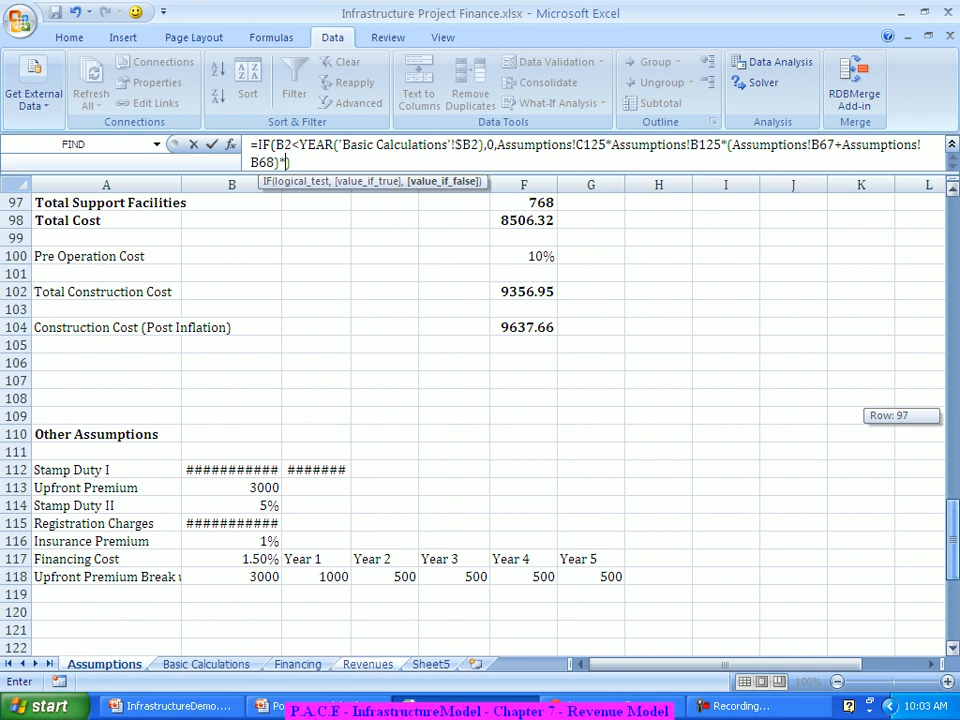 Infrastructure Project Finance.xlsx - Microsoft Excel
Home Insert Page Layout Formulas Data Review View
Get External Data
Refresh All
Connections
Properties
Edit Links
Connections
Sort
Filter
Clear
Reapply
Advanced
Sort & Filter
Text to Columns
Remove Duplicates
Data Validation
Consolidate
What-If Analysis
Data Tools
Group
Ungroup
Subtotal
Outline
Data Analysis
Solver
Analysis
RDBMerge Add-in
Merge
FIND
=IF(B2<YEAR('Basic Calculations'!$B2),0,Assumptions!C125*Assumptions!B125*(Assumptions!B67+Assumptions!
B68)*)
IF(logical_test, [value_if_true], [value_if_false])
A B F G H I J K L
97 Total Support Facilities 768
98 Total Cost 8506.32
99
100 Pre Operation Cost 10%
101
102 Total Construction Cost 9356.95
103
104 Construction Cost (Post Inflation) 9637.66
105
106
107
108
109
Row: 97
110 Other Assumptions
111
112 Stamp Duty I ########### #######
113 Upfront Premium 3000
114 Stamp Duty II 5%
115 Registration Charges ###########
116 Insurance Premium 1%
117 Financing Cost 1.50% Year 1 Year 2 Year 3 Year 4 Year 5
118 Upfront Premium Break 3000 1000 500 500 500 500
119
120
121
122
Assumptions Basic Calculations Financing Revenues Sheet5
Enter 100%
start InfrastructureDemo.... Po Recording... 10:03 AM
P.A.C.E - InfrastructureModel - Chapter 7 - Revenue Model